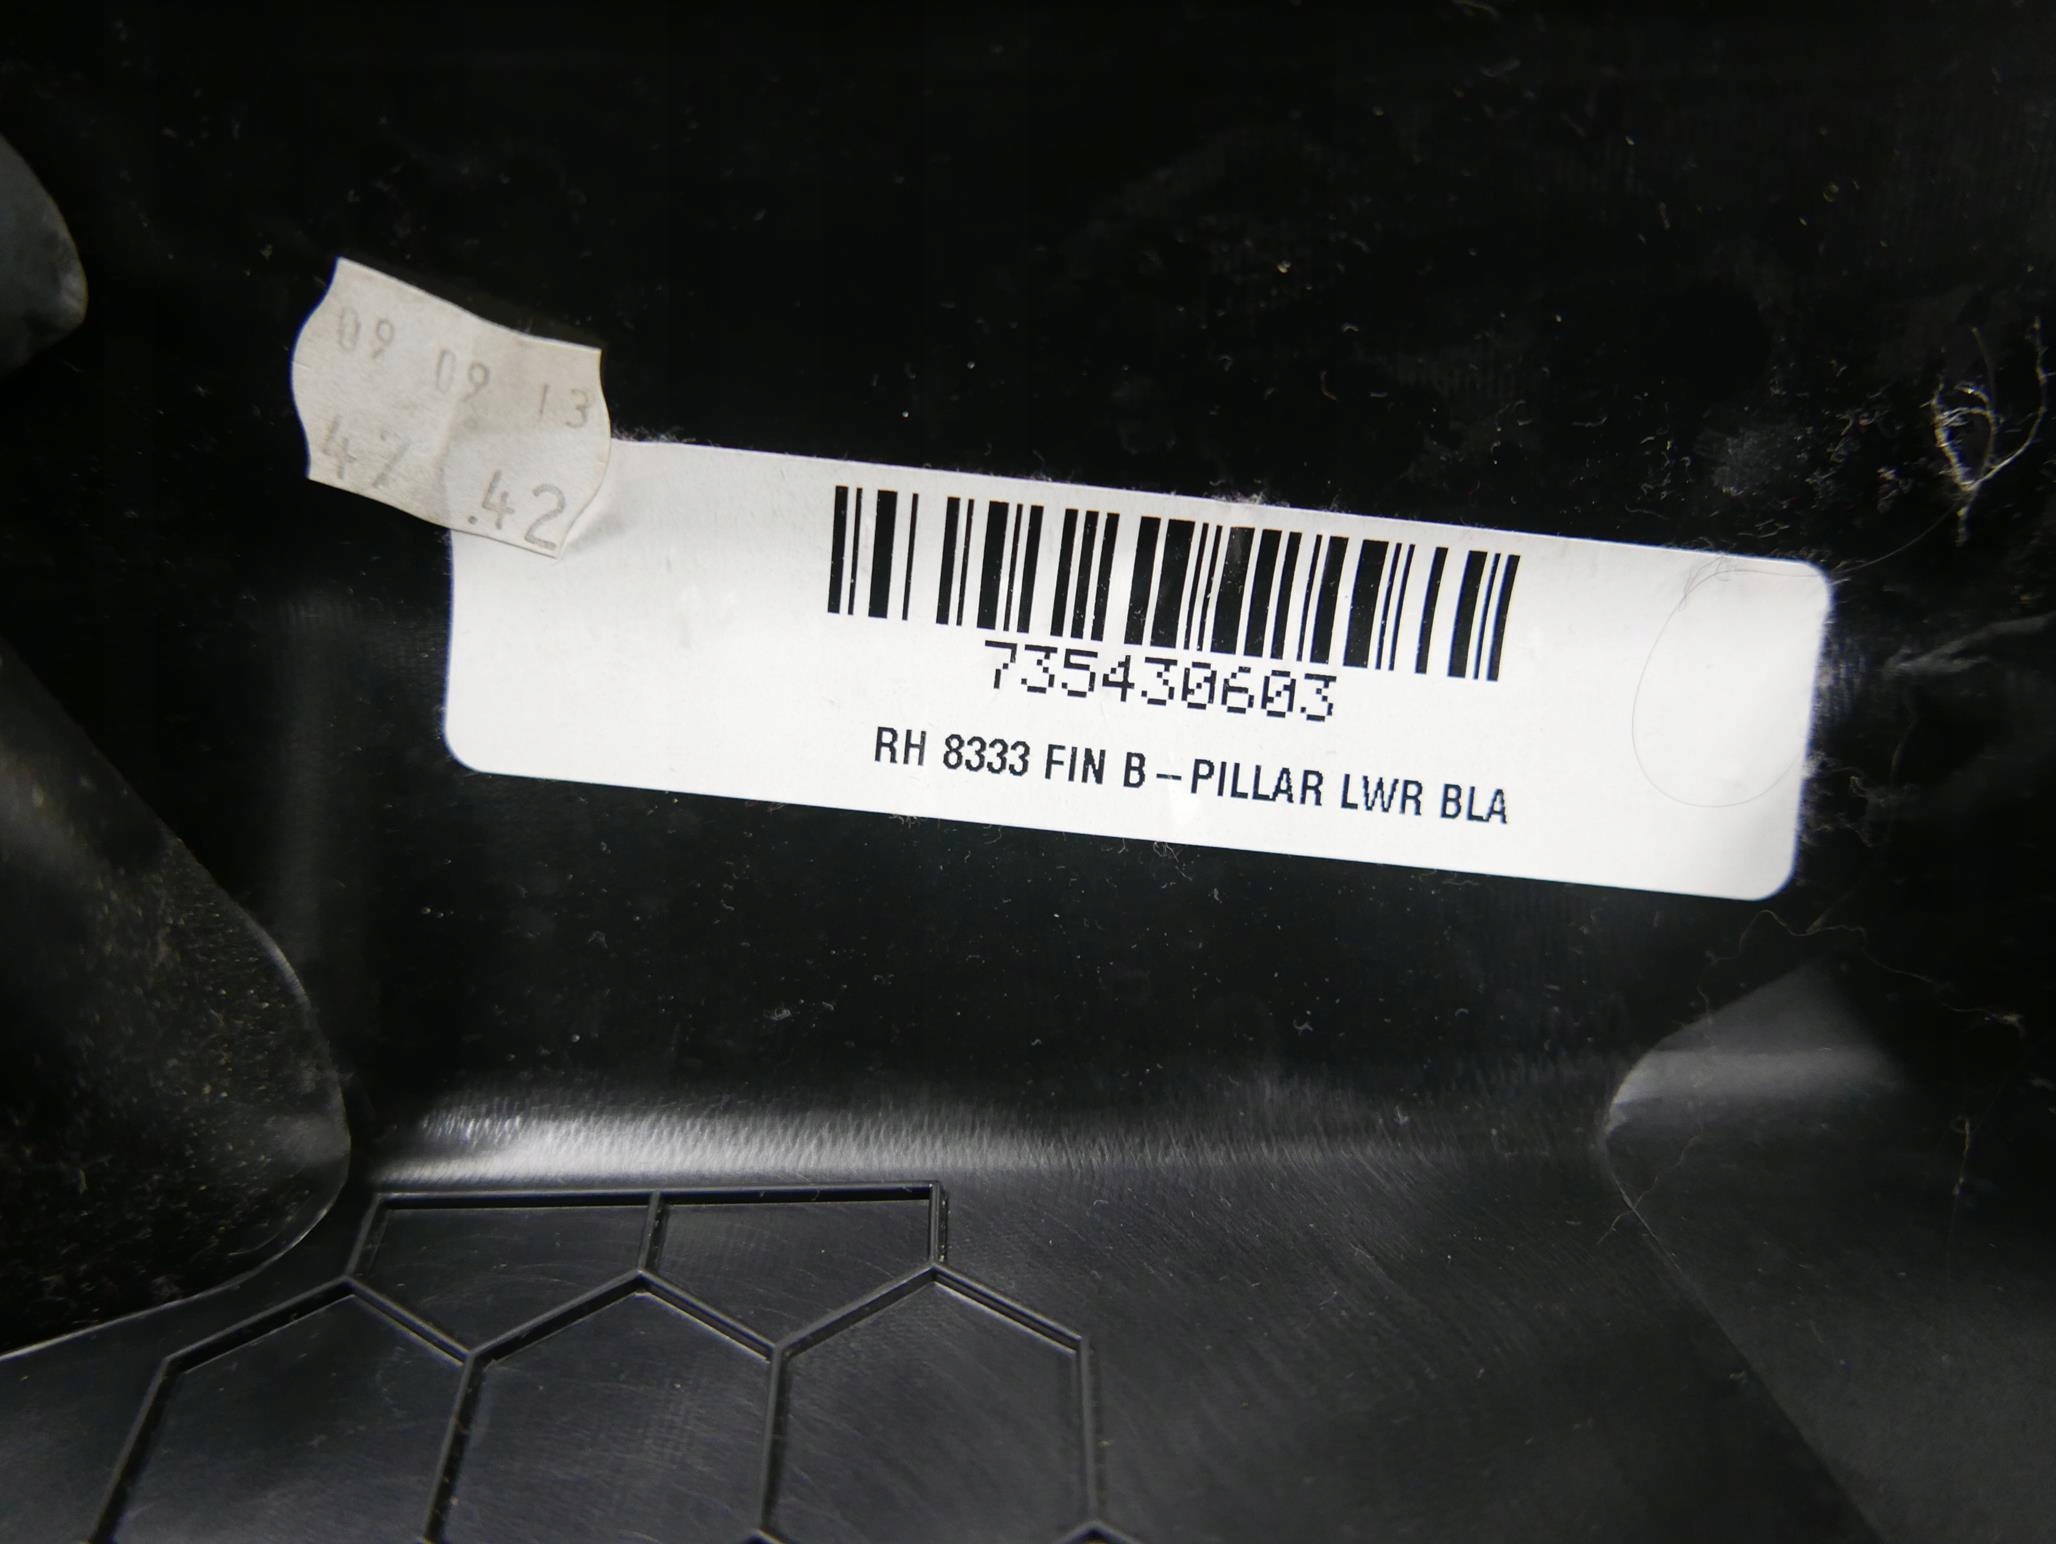 09 09 13
47 .42
735430603
RH 8333 FIN B-PILLAR LWR BLA